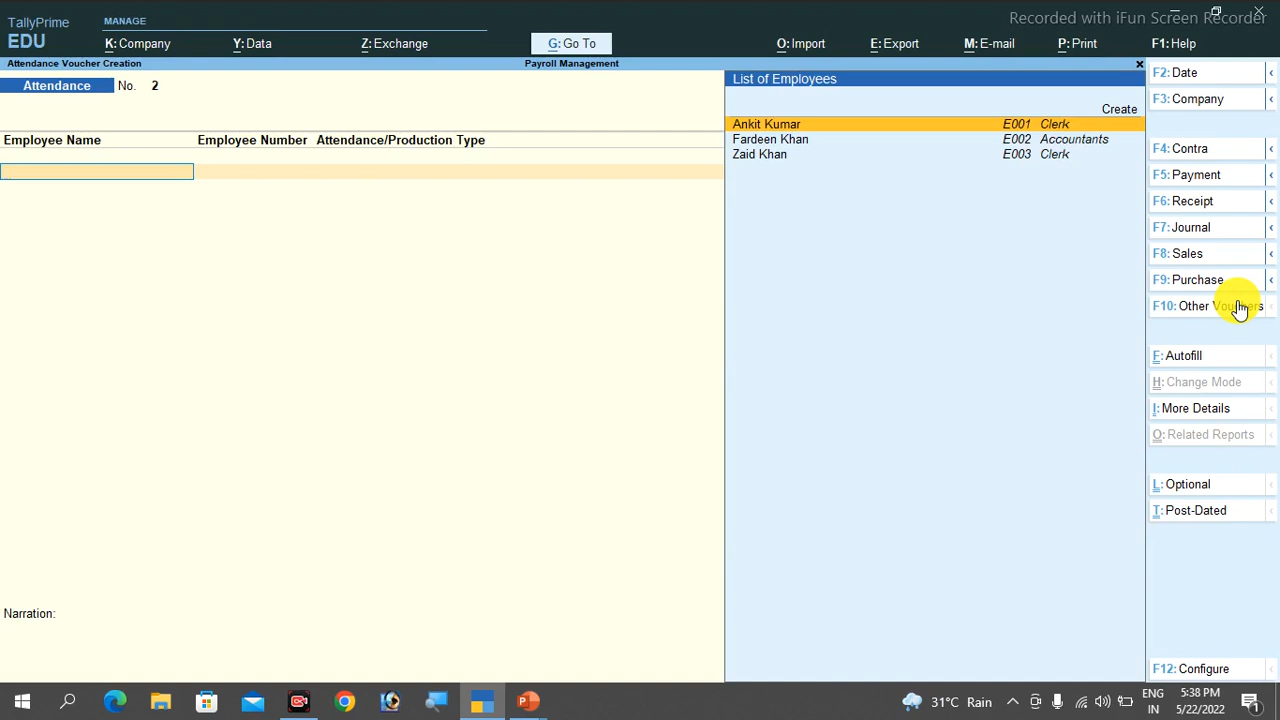 Recorded with iFun Screen Recorder
TallyPrime
EDU
MANAGE
K: Company
Y: Data
Z: Exchange
G: Go To
O: Import
E: Export
M: E-mail
P: Print
F1: Help
Attendance Voucher Creation
Payroll Management
Attendance No. 2
Employee Name Employee Number Attendance/Production Type
Narration:
List of Employees
Create
Ankit Kumar E001 Clerk
Fardeen Khan E002 Accountants
Zaid Khan E003 Clerk
F2: Date
F3: Company
F4: Contra
F5: Payment
F6: Receipt
F7: Journal
F8: Sales
F9: Purchase
F10: Other Vouchers
F: Autofill
H: Change Mode
I: More Details
O: Related Reports
L: Optional
T: Post-Dated
F12: Configure
31°C Rain
ENG
IN
5:38 PM
5/22/2022
1